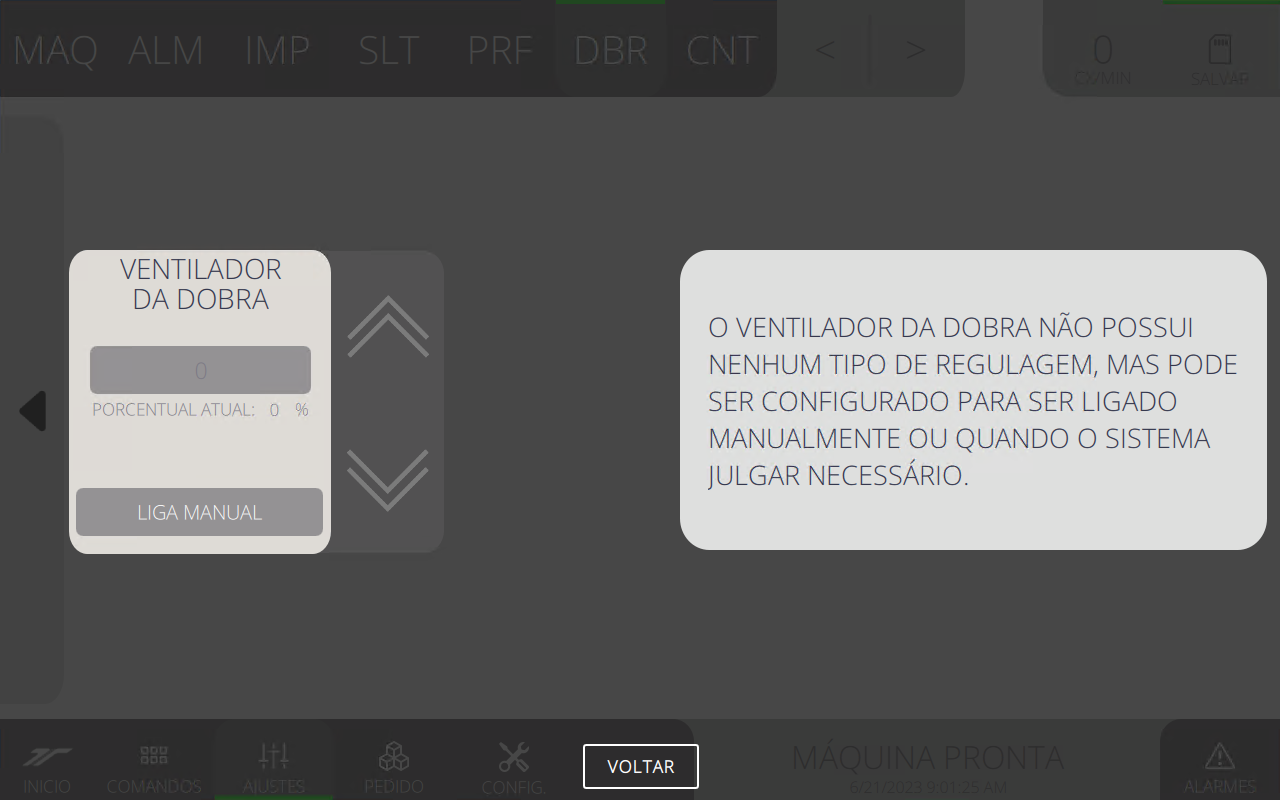 MAQ ALM IMP SLT PRF DBR CNT < > 0
CX/MIN SALVAR
VENTILADOR
DA DOBRA
0
PORCENTUAL ATUAL: 0 %
LIGA MANUAL
O VENTILADOR DA DOBRA NÃO POSSUI
NENHUM TIPO DE REGULAGEM, MAS PODE
SER CONFIGURADO PARA SER LIGADO
MANUALMENTE OU QUANDO O SISTEMA
JULGAR NECESSÁRIO.
INICIO COMANDOS AJUSTES PEDIDO CONFIG. VOLTAR
MÁQUINA PRONTA
6/21/2023 9:01:25 AM
ALARMES